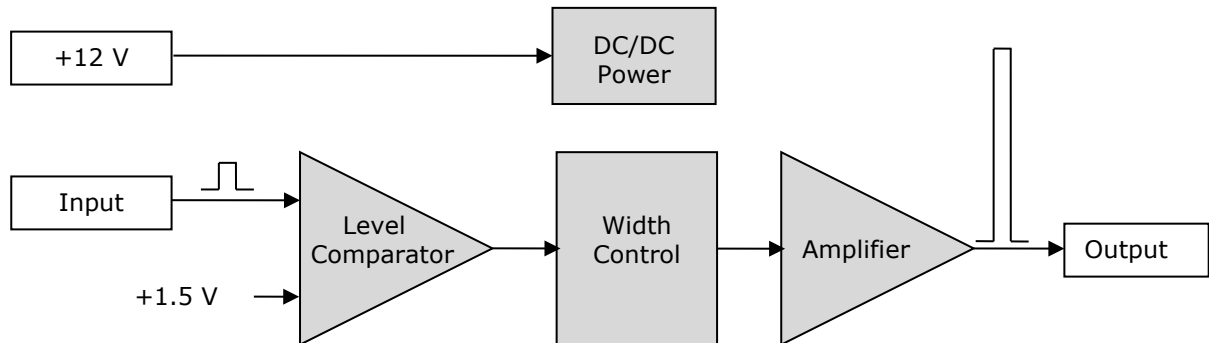 +12 V
DC/DC
Power
Input
Level
Comparator
Width
Control
Amplifier
Output
+1.5 V